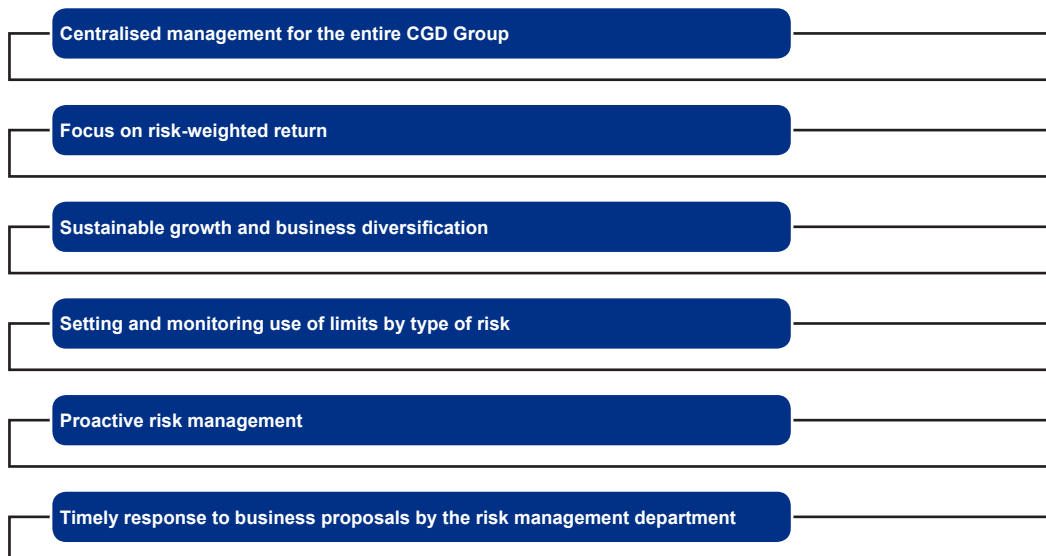 Centralised management for the entire CGD Group
Focus on risk-weighted return
Sustainable growth and business diversification
Setting and monitoring use of limits by type of risk
Proactive risk management
Timely response to business proposals by the risk management department